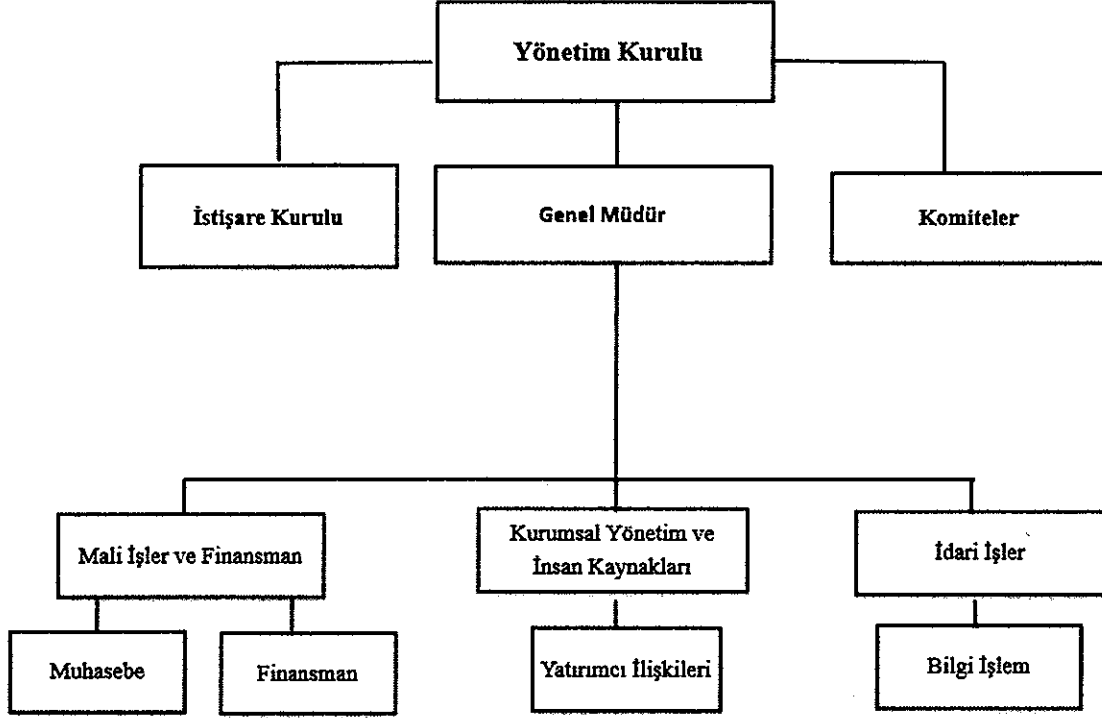 Yönetim Kurulu
İstişare Kurulu
Genel Müdür
Komiteler
Mali İşler ve Finansman
Kurumsal Yönetim ve
İnsan Kaynakları
İdari İşler
Muhasebe
Finansman
Yatırımcı İlişkileri
Bilgi İşlem